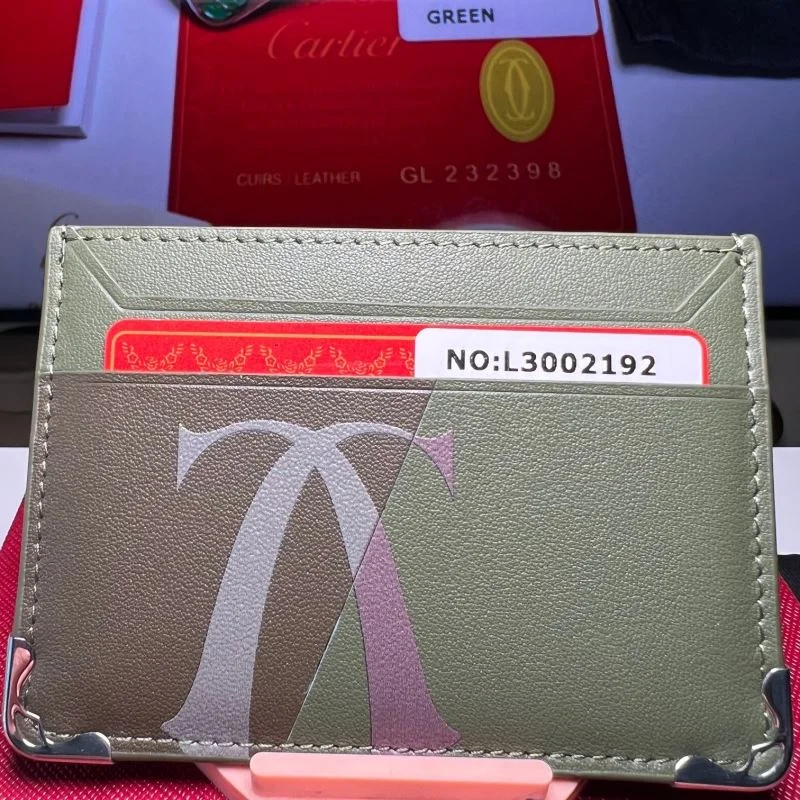 GREEN
Cartier
CUIRS / LEATHER GL 232398
NO:L3002192